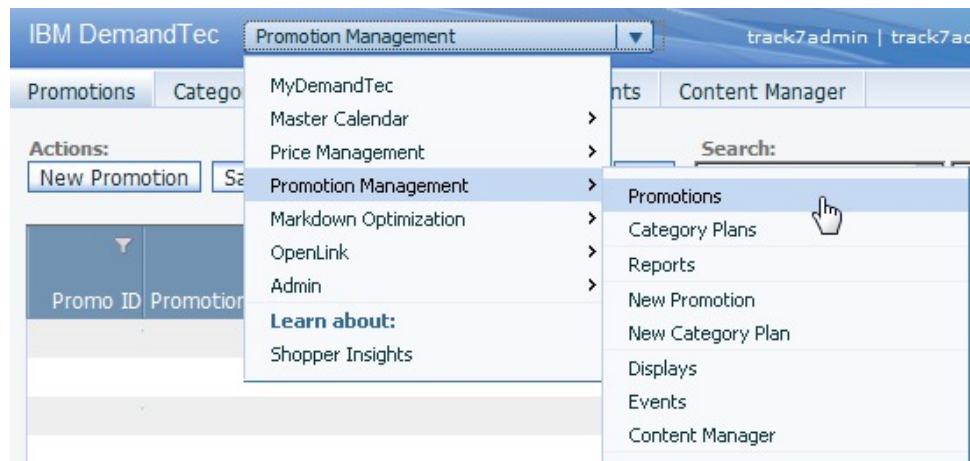 IBM DemandTec Promotion Management track7admin | track7ad
Promotions Catego nts Content Manager
Actions: Search:
New Promotion Sa
Promo ID Promotion
MyDemandTec
Master Calendar
Price Management
Promotion Management
Markdown Optimization
OpenLink
Admin
Learn about:
Shopper Insights
Promotions
Category Plans
Reports
New Promotion
New Category Plan
Displays
Events
Content Manager